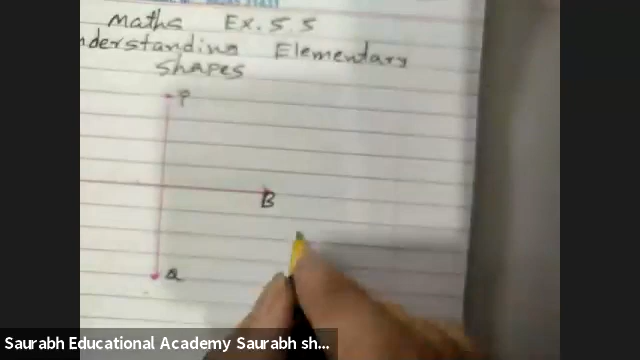 Maths Ex. 5.5
nderstanding Elementary
shapes
P
B
Q
Saurabh Educational Academy Saurabh sh...